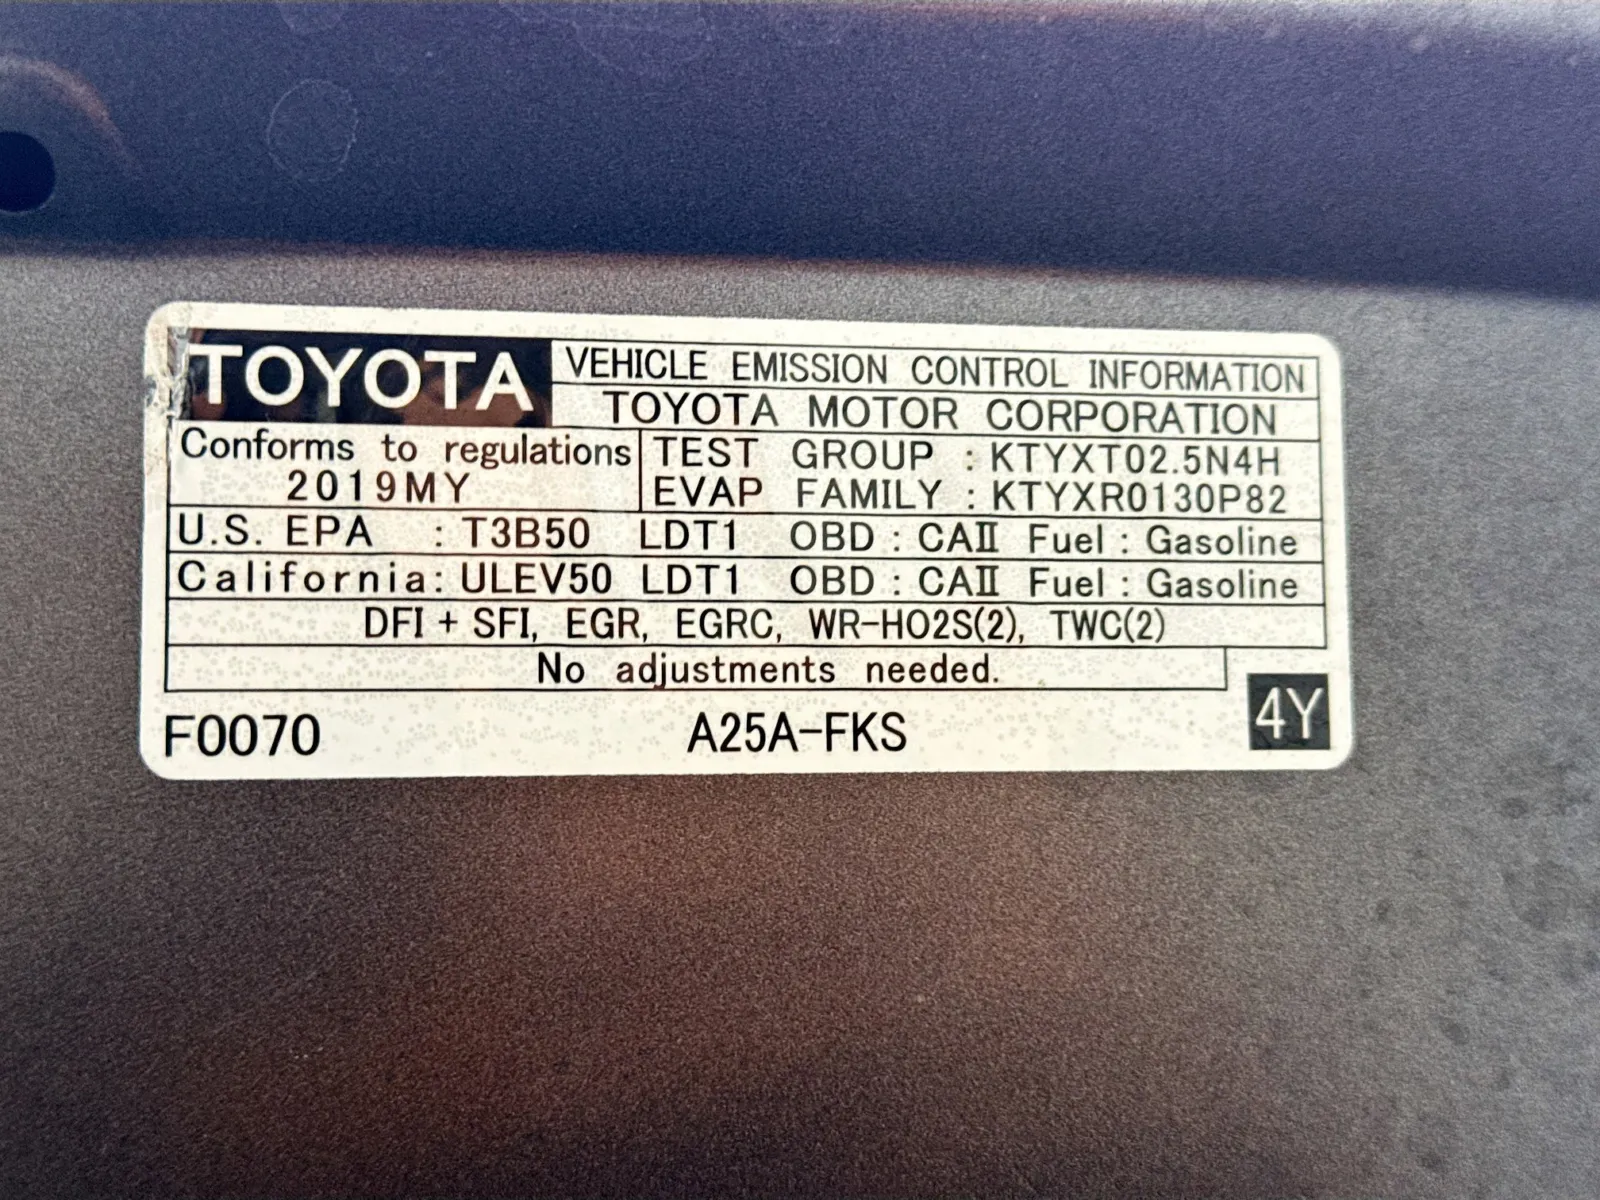 TOYOTA VEHICLE EMISSION CONTROL INFORMATION
TOYOTA MOTOR CORPORATION
Conforms to regulations
2019MY
TEST GROUP : KTYXT02.5N4H
EVAP FAMILY : KTYXR0130P82
U.S. EPA : T3B50 LDT1 OBD : CAⅡ Fuel : Gasoline
California: ULEV50 LDT1 OBD : CAⅡ Fuel : Gasoline
DFI + SFI, EGR, EGRC, WR-HO2S(2), TWC(2)
No adjustments needed.
F0070 A25A-FKS 4Y